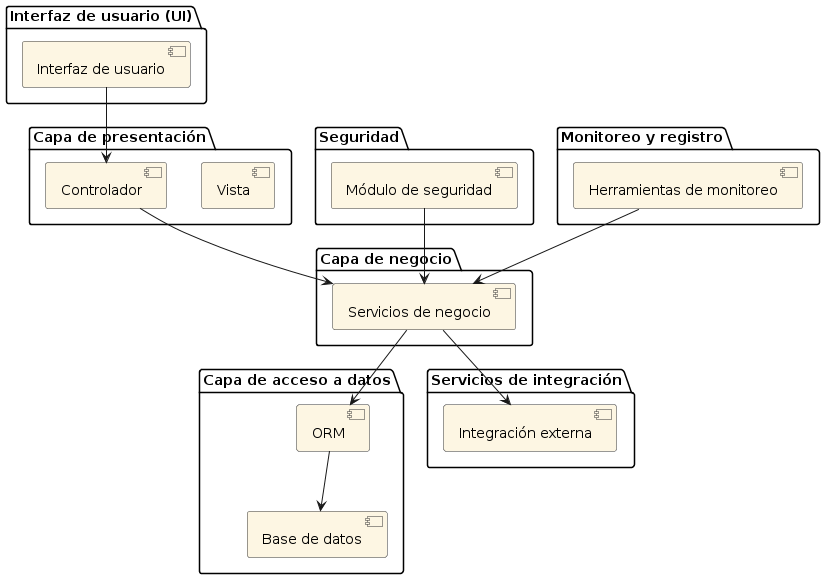 Interfaz de usuario (UI)
Interfaz de usuario
Capa de presentación
Controlador
Vista
Seguridad
Módulo de seguridad
Monitoreo y registro
Herramientas de monitoreo
Capa de negocio
Servicios de negocio
Capa de acceso a datos
ORM
Base de datos
Servicios de integración
Integración externa